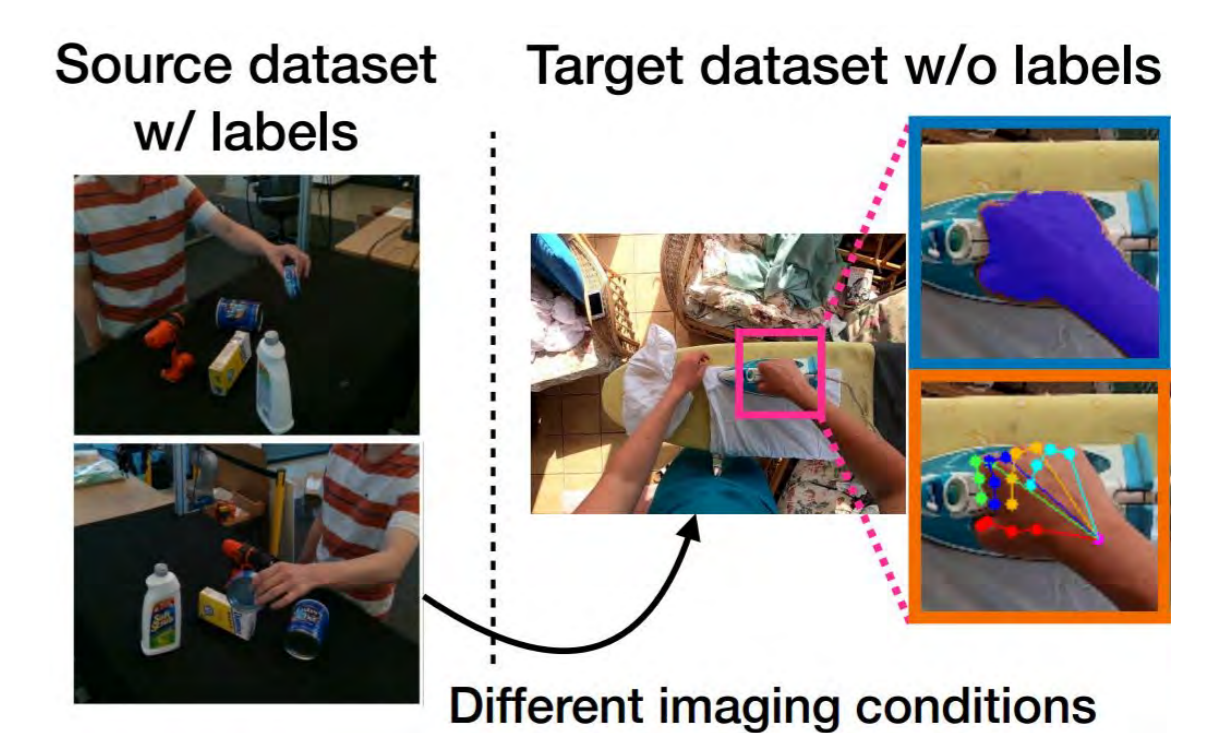 Source dataset
w/ labels
Target dataset w/o labels
Different imaging conditions